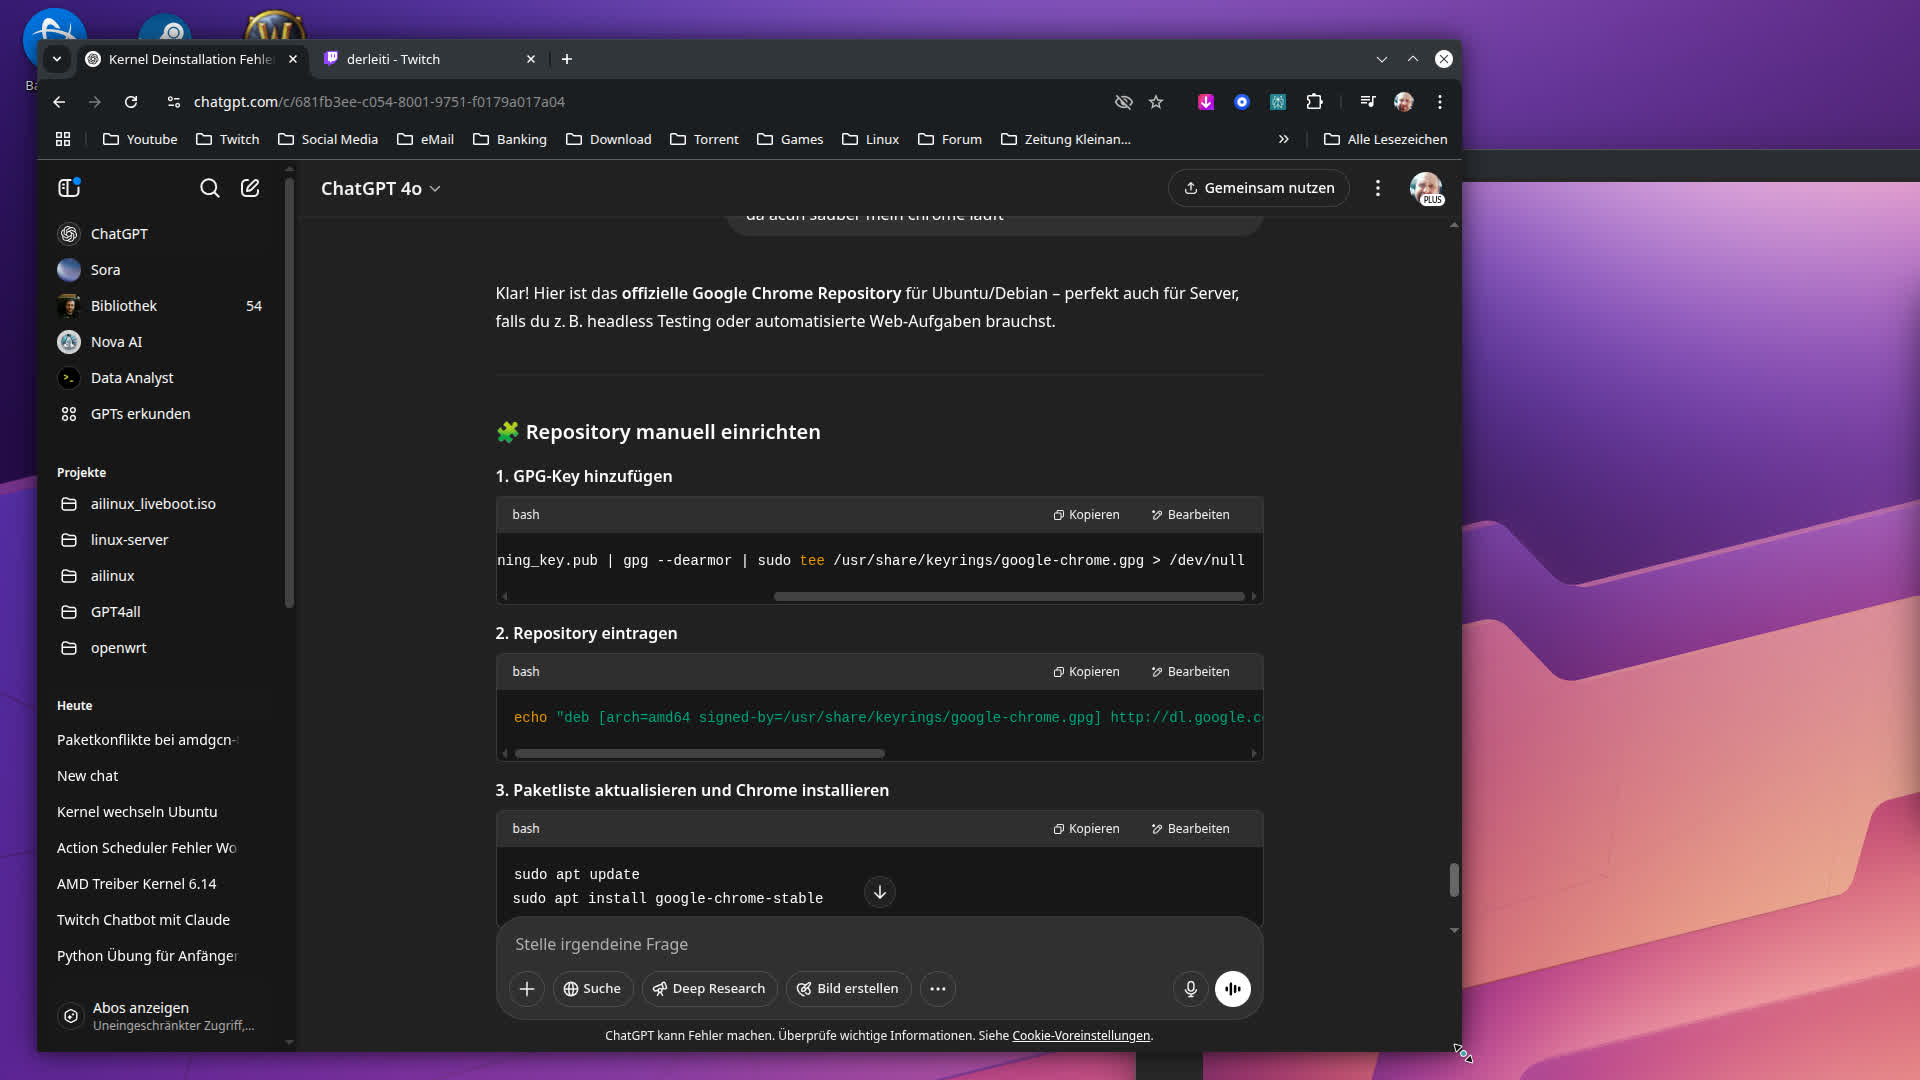 Ba
Kernel Deinstallation Fehle
derleiti - Twitch
chatgpt.com/c/681fb3ee-c054-8001-9751-f0179a017a04
Youtube
Twitch
Social Media
eMail
Banking
Download
Torrent
Games
Linux
Forum
Zeitung Kleinan...
Alle Lesezeichen
ChatGPT 4o
Gemeinsam nutzen
PLUS
ChatGPT
Sora
Bibliothek 54
Nova AI
Data Analyst
GPTs erkunden
Projekte
ailinux_liveboot.iso
linux-server
ailinux
GPT4all
openwrt
Heute
Paketkonflikte bei amdgcn-
New chat
Kernel wechseln Ubuntu
Action Scheduler Fehler Wo
AMD Treiber Kernel 6.14
Twitch Chatbot mit Claude
Python Übung für Anfänger
Abos anzeigen
Uneingeschränkter Zugriff,...
da acuh sauber mein chrome läuft
Klar! Hier ist das offizielle Google Chrome Repository für Ubuntu/Debian – perfekt auch für Server,
falls du z. B. headless Testing oder automatisierte Web-Aufgaben brauchst.
Repository manuell einrichten
1. GPG-Key hinzufügen
bash Kopieren Bearbeiten
ning_key.pub | gpg --dearmor | sudo tee /usr/share/keyrings/google-chrome.gpg > /dev/null
2. Repository eintragen
bash Kopieren Bearbeiten
echo "deb [arch=amd64 signed-by=/usr/share/keyrings/google-chrome.gpg] http://dl.google.c
3. Paketliste aktualisieren und Chrome installieren
bash Kopieren Bearbeiten
sudo apt update
sudo apt install google-chrome-stable
Stelle irgendeine Frage
Suche
Deep Research
Bild erstellen
ChatGPT kann Fehler machen. Überprüfe wichtige Informationen. Siehe Cookie-Voreinstellungen.